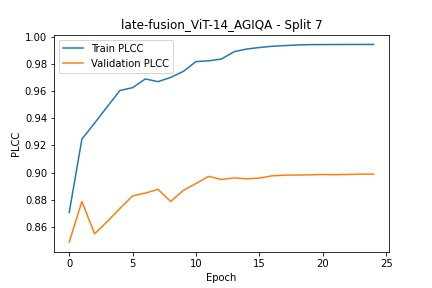 late-fusion_ViT-14_AGIQA - Split 7
Train PLCC
Validation PLCC
1.00
0.98
0.96
0.94
0.92
0.90
0.88
0.86
PLCC
0 5 10 15 20 25
Epoch